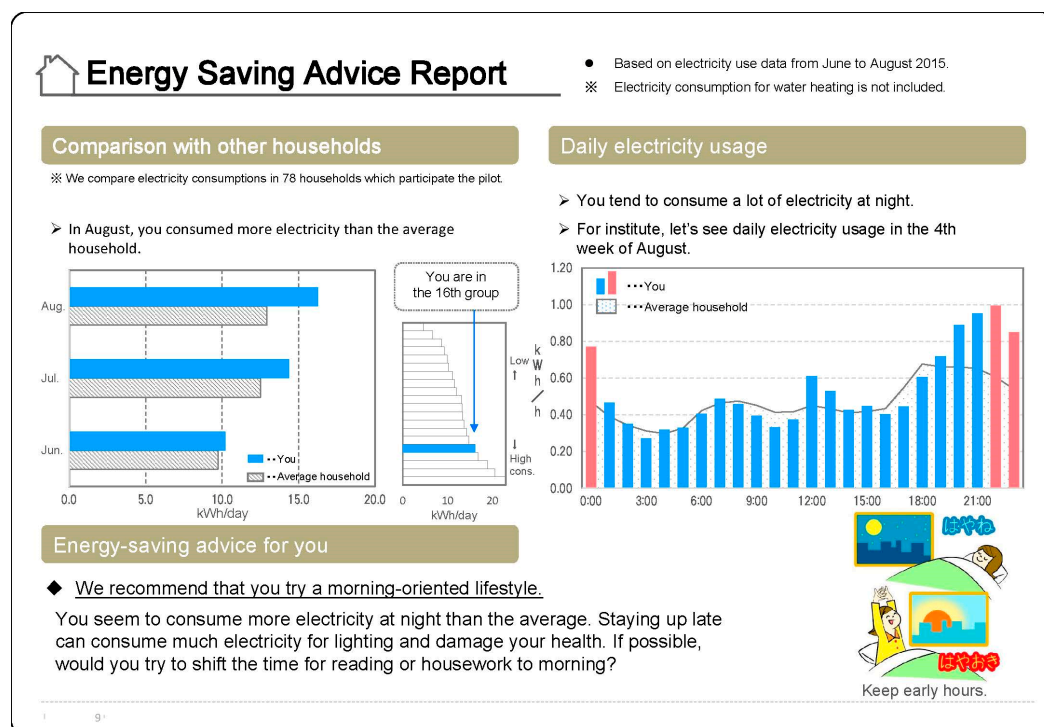 Energy Saving Advice Report
● Based on electricity use data from June to August 2015.
※ Electricity consumption for water heating is not included.
Comparison with other households
※ We compare electricity consumptions in 78 households which participate the pilot.
➢ In August, you consumed more electricity than the average
household.
Aug.
Jul.
Jun.
・・You
・・Average household
0.0 5.0 10.0 15.0 20.0
kWh/day
You are in
the 16th group
Low
↑
↓
High
cons.
0 10 20
kWh/day
Daily electricity usage
➢ You tend to consume a lot of electricity at night.
➢ For institute, let's see daily electricity usage in the 4th
week of August.
kWh/h
1.20
1.00
0.80
0.60
0.40
0.20
0.00
・・・You
・・・Average household
0:00 3:00 6:00 9:00 12:00 15:00 18:00 21:00
Energy-saving advice for you
◆ We recommend that you try a morning-oriented lifestyle.
You seem to consume more electricity at night than the average. Staying up late
can consume much electricity for lighting and damage your health. If possible,
would you try to shift the time for reading or housework to morning?
はやね
はやおき
Keep early hours.
9